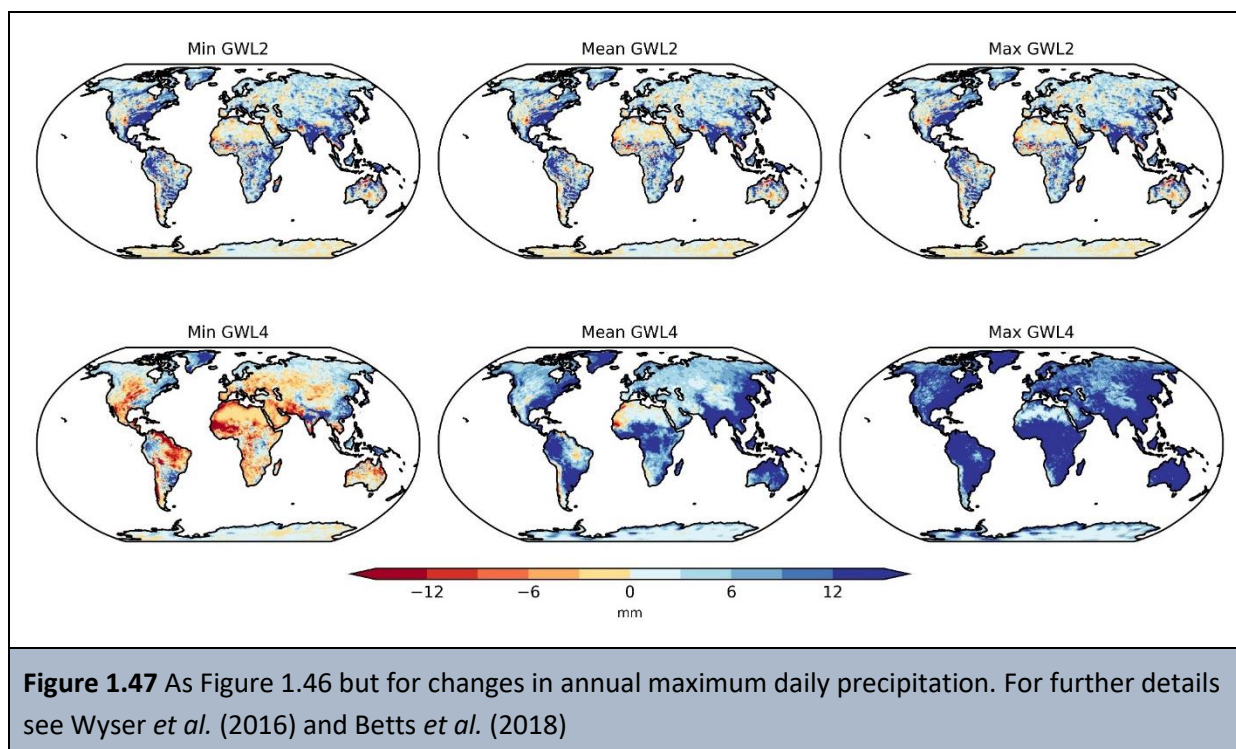 Min GWL2 Mean GWL2 Max GWL2
Min GWL4 Mean GWL4 Max GWL4
−12 −6 0 6 12
mm
Figure 1.47 As Figure 1.46 but for changes in annual maximum daily precipitation. For further details
see Wyser et al. (2016) and Betts et al. (2018)